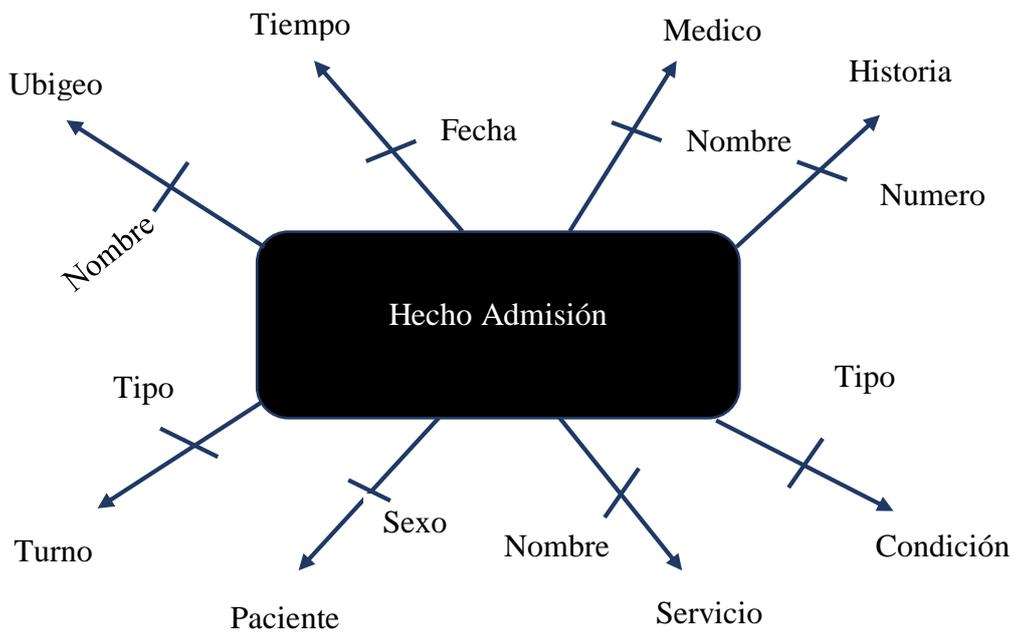 Tiempo
Medico
Historia
Ubigeo
Fecha
Nombre
Numero
Nombre
Hecho Admisión
Tipo
Tipo
Sexo
Nombre
Turno
Condición
Paciente
Servicio